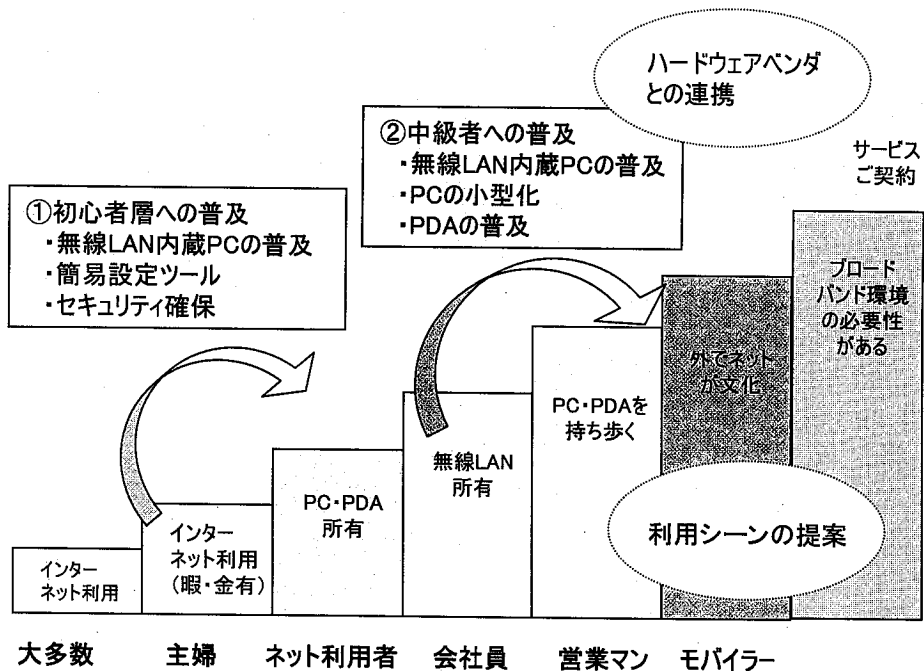 ハードウェアベンダ
との連携
②中級者への普及
・無線LAN内蔵PCの普及
・PCの小型化
・PDAの普及
サービス
ご契約
①初心者層への普及
・無線LAN内蔵PCの普及
・簡易設定ツール
・セキュリティ確保
ブロード
バンド環境
の必要性
がある
外でネット
が文化
PC・PDAを
持ち歩く
無線LAN
所有
PC・PDA
所有
利用シーンの提案
インター
ネット利用
(暇・金有)
インター
ネット利用
大多数 主婦 ネット利用者 会社員 営業マン モバイラー